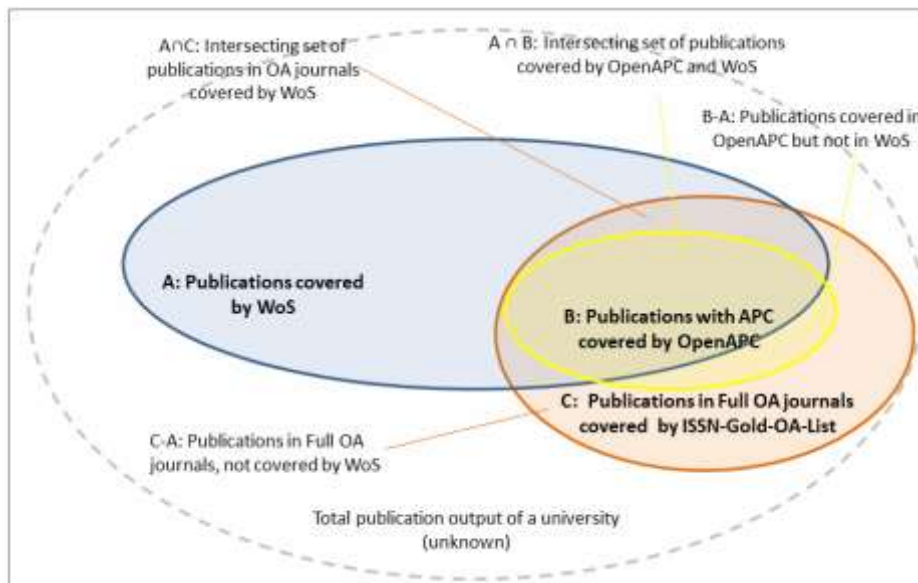 A∩C: Intersecting set of
publications in OA journals
covered by WoS
A ∩ B: Intersecting set of publications
covered by OpenAPC and WoS
B-A: Publications covered in
OpenAPC but not in WoS
A: Publications covered
by WoS
B: Publications with APC
covered by OpenAPC
C: Publications in Full OA journals
covered by ISSN-Gold-OA-List
C-A: Publications in Full OA
journals, not covered by WoS
Total publication output of a university
(unknown)